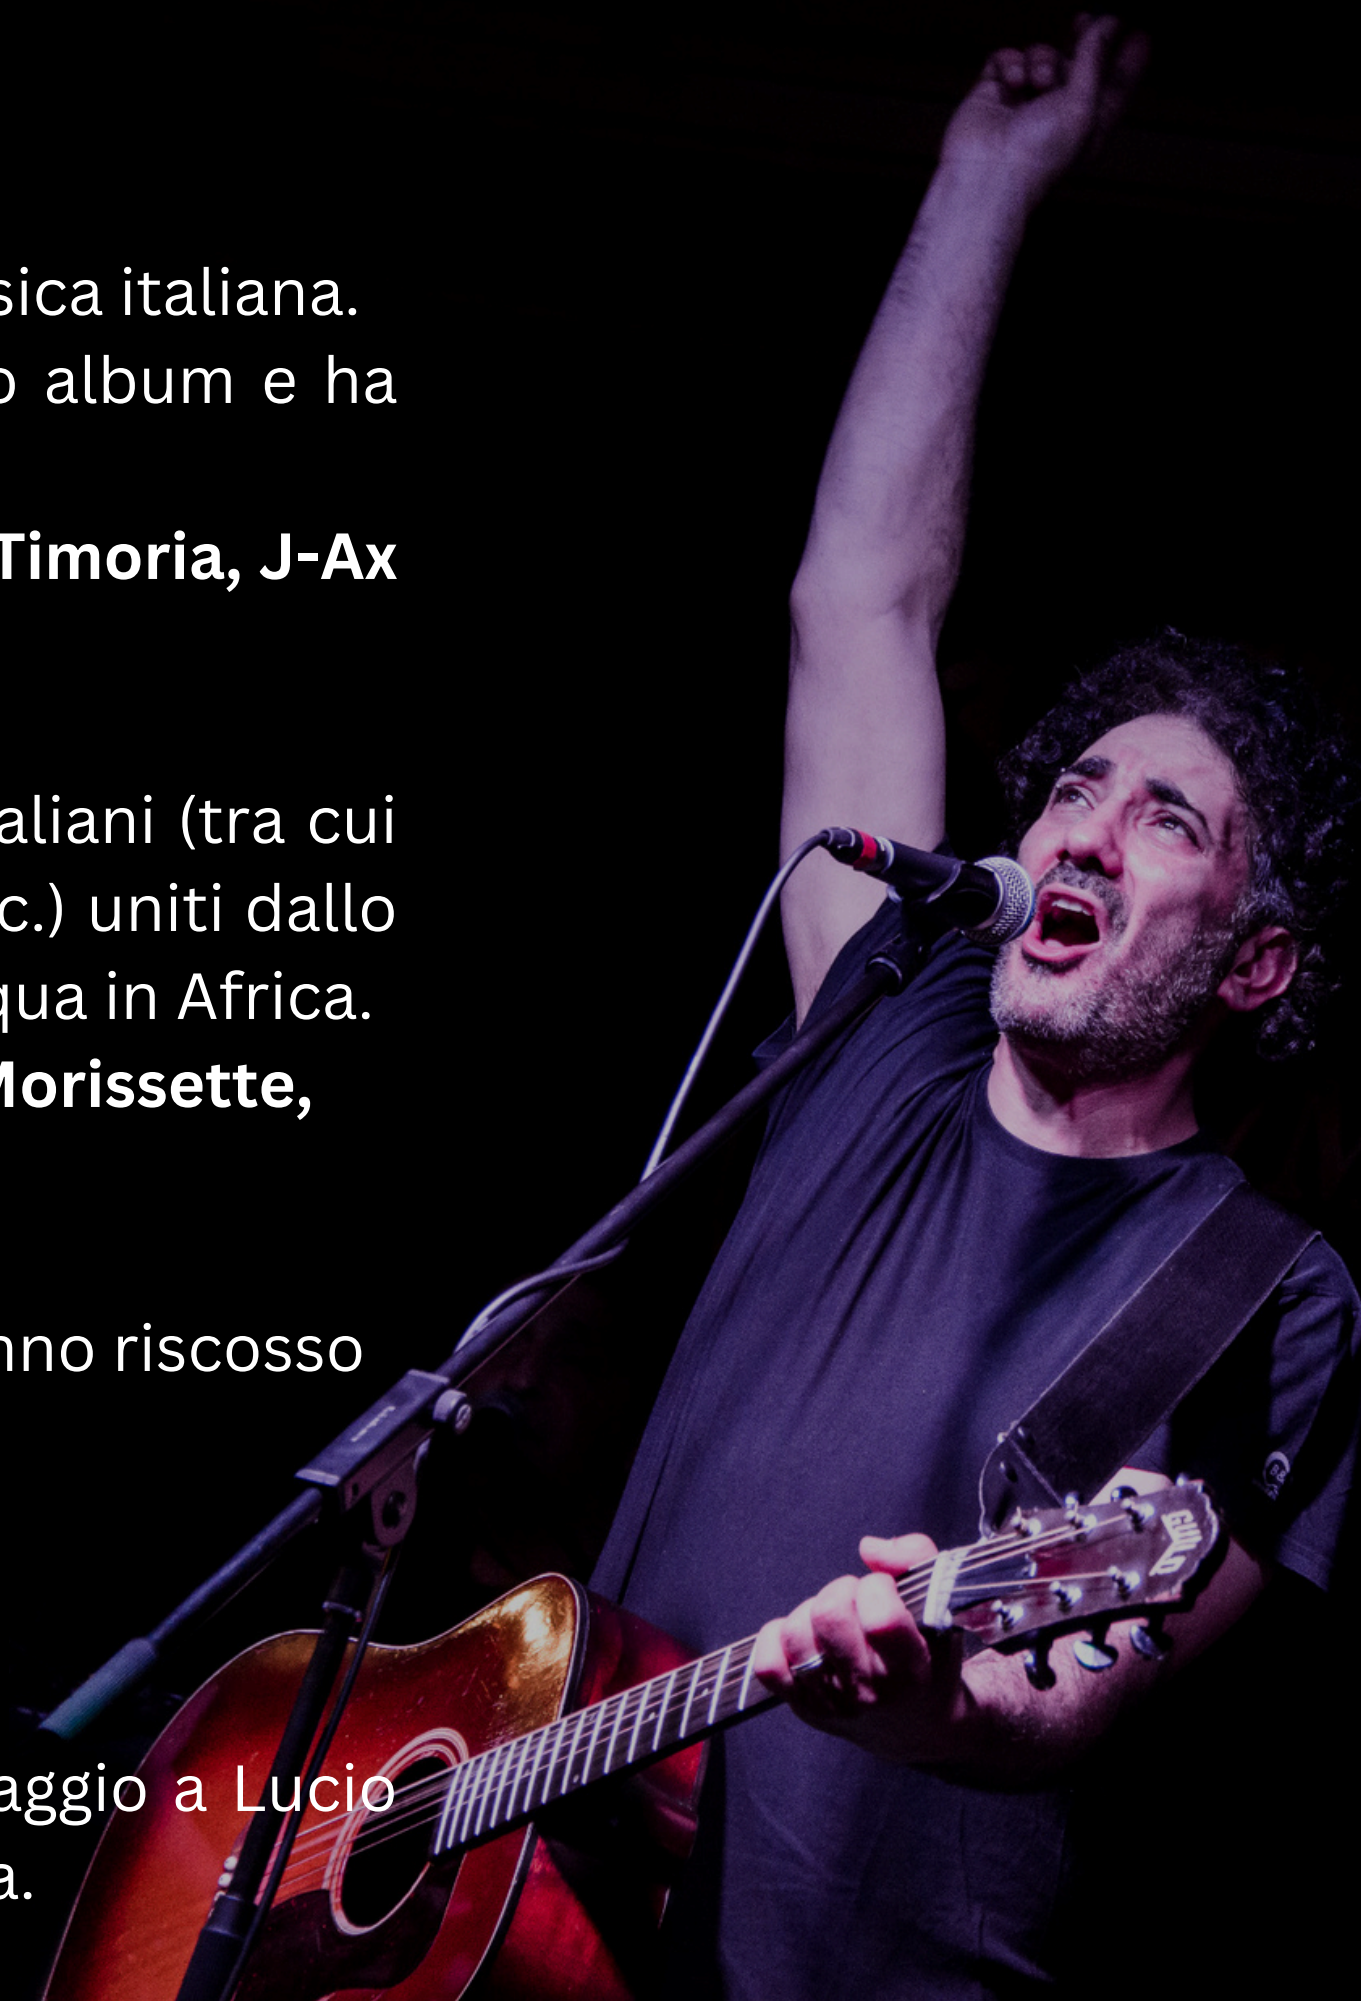 sica italiana.
o album e ha
Timoria, J-Ax
aliani (tra cui
c.) uniti dallo
qua in Africa.
Morissette,
nno riscosso
GUILD
aggio a Lucio
a.